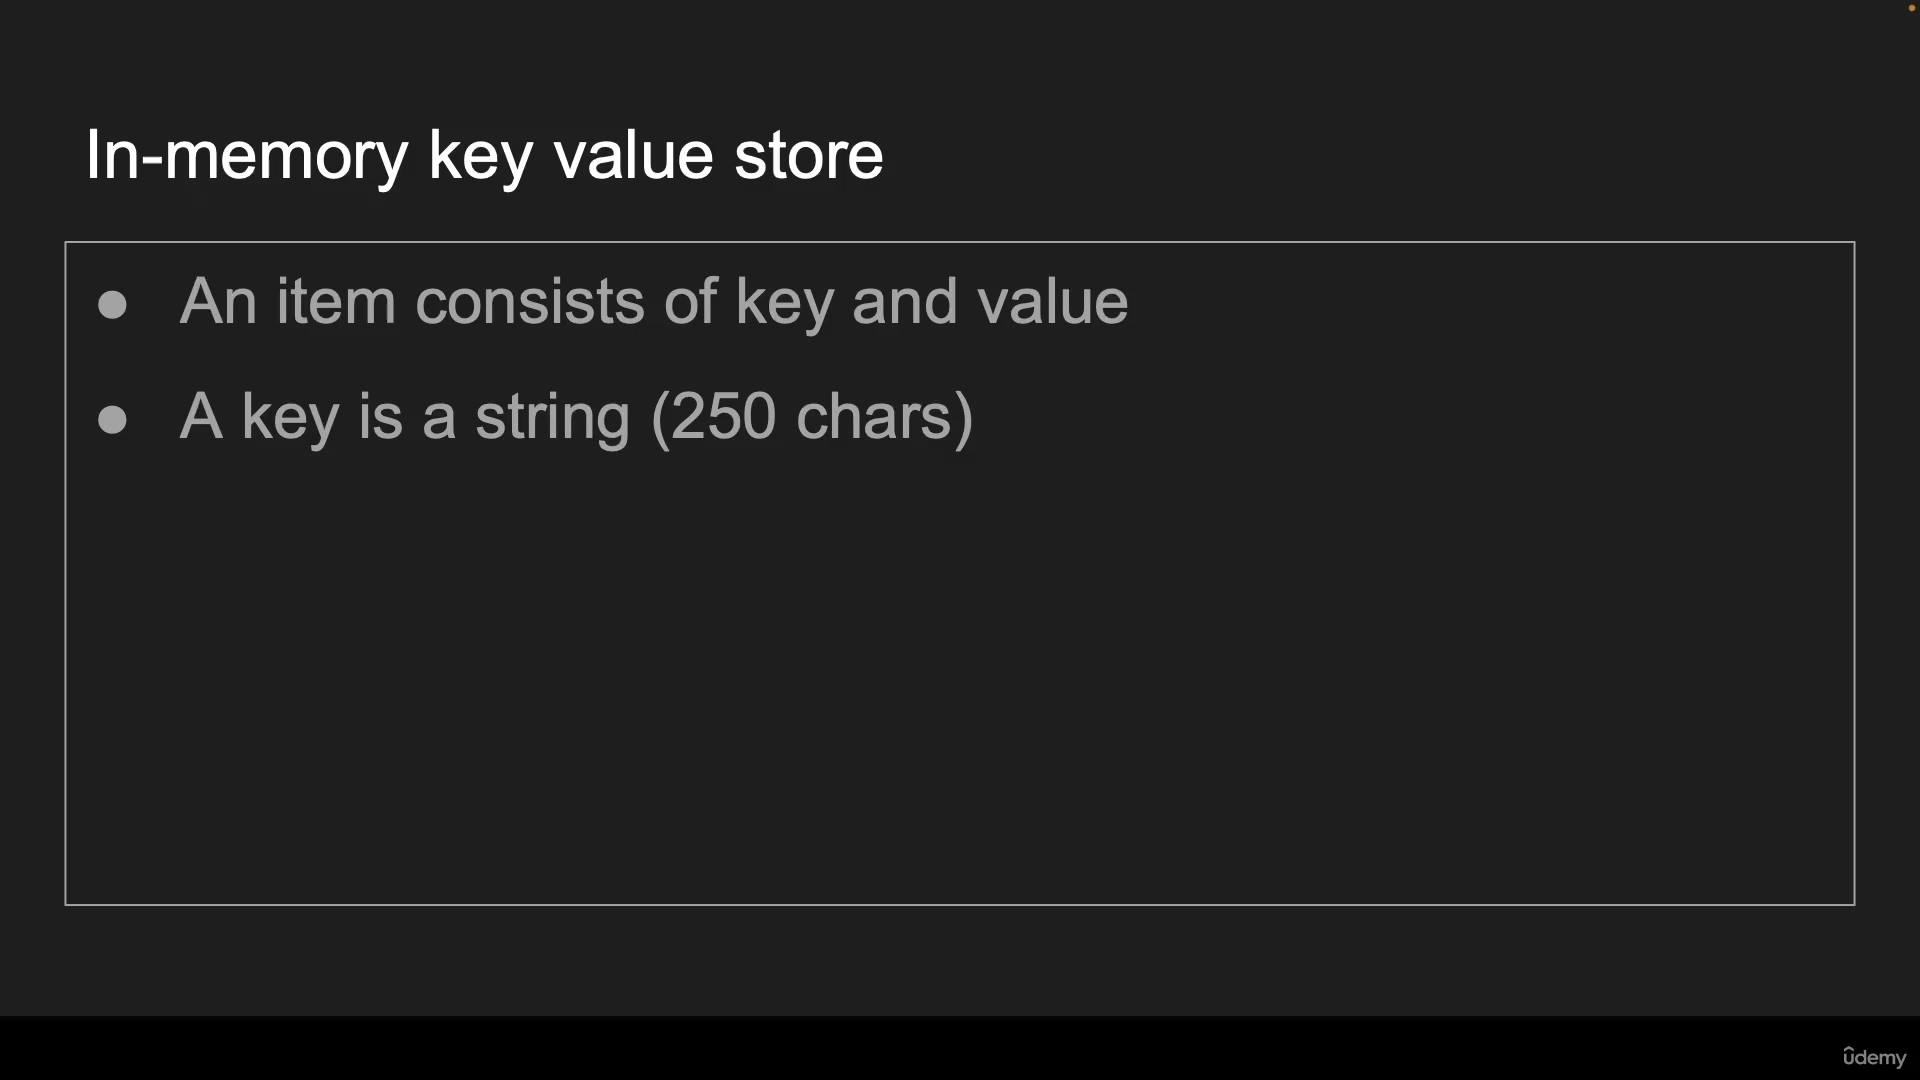 In-memory key value store
● An item consists of key and value
● A key is a string (250 chars)
ûdemy